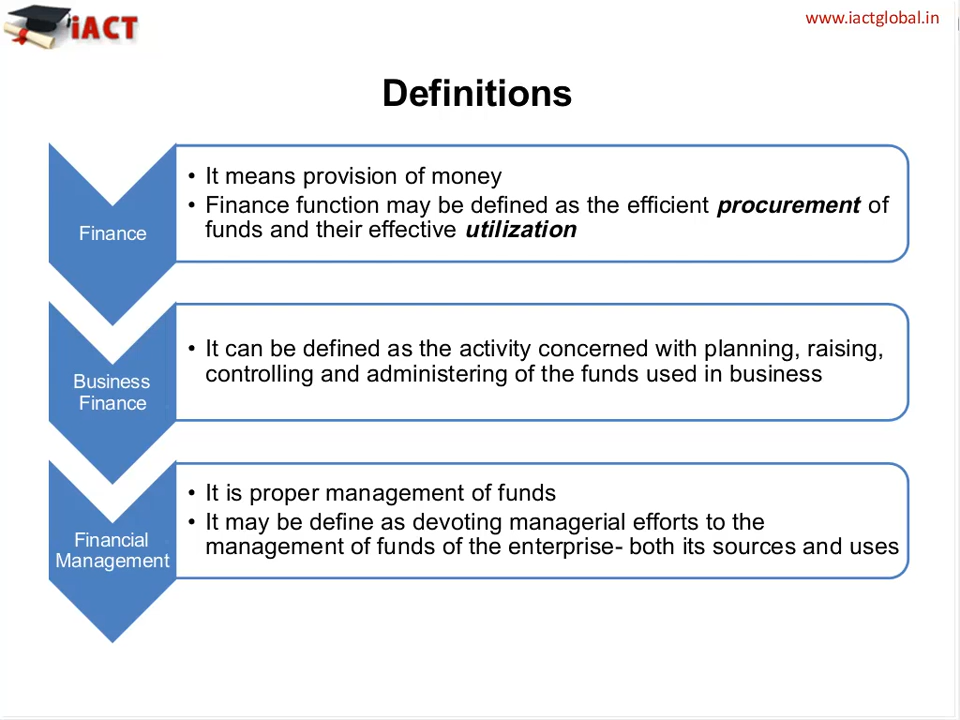 iACT
www.iactglobal.in
Definitions
Finance
• It means provision of money
• Finance function may be defined as the efficient procurement of
funds and their effective utilization
Business
Finance
• It can be defined as the activity concerned with planning, raising,
controlling and administering of the funds used in business
Financial
Management
• It is proper management of funds
• It may be define as devoting managerial efforts to the
management of funds of the enterprise- both its sources and uses